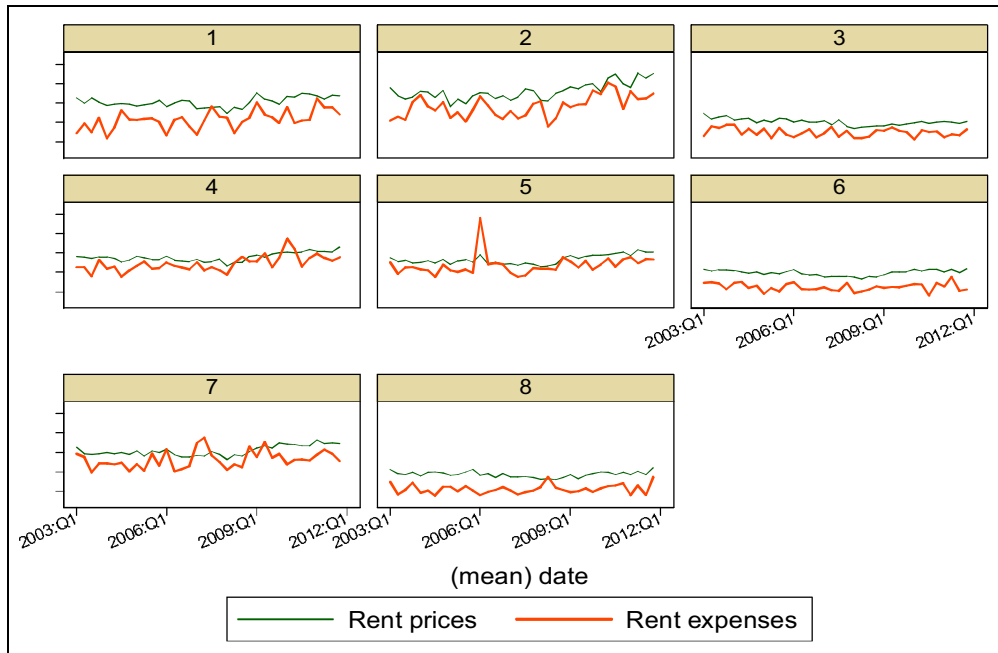 1 2 3
4 5 6
2003:Q1 2006:Q1 2009:Q1 2012:Q1
7 8
2003:Q1 2006:Q1 2009:Q1 2012:Q1 2003:Q1 2006:Q1 2009:Q1 2012:Q1
(mean) date
Rent prices Rent expenses